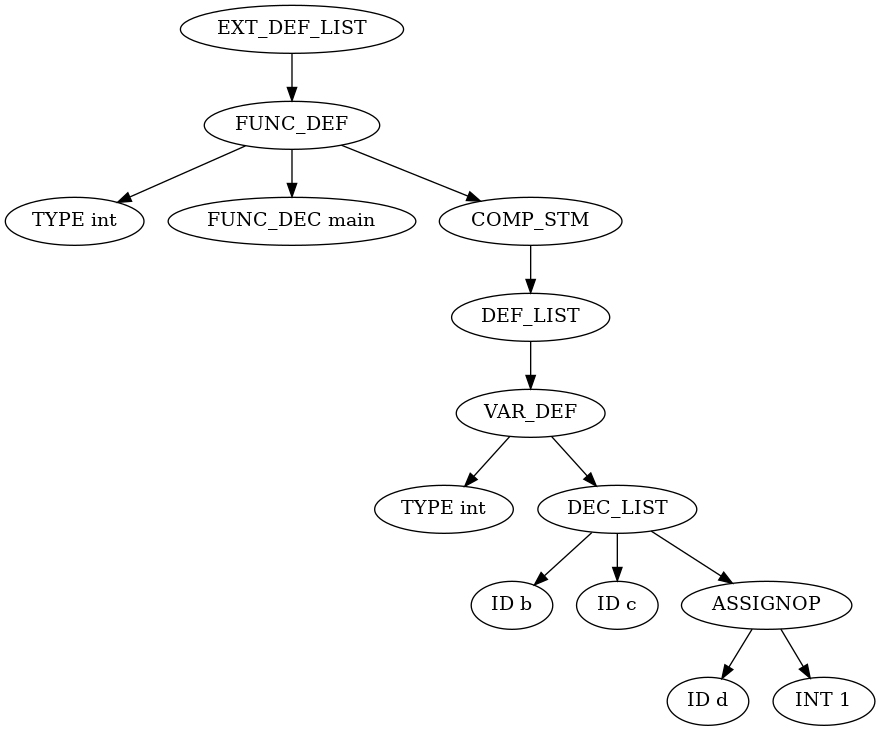 EXT_DEF_LIST
FUNC_DEF
TYPE int
FUNC_DEC main
COMP_STM
DEF_LIST
VAR_DEF
TYPE int
DEC_LIST
ID b
ID c
ASSIGNOP
ID d
INT 1